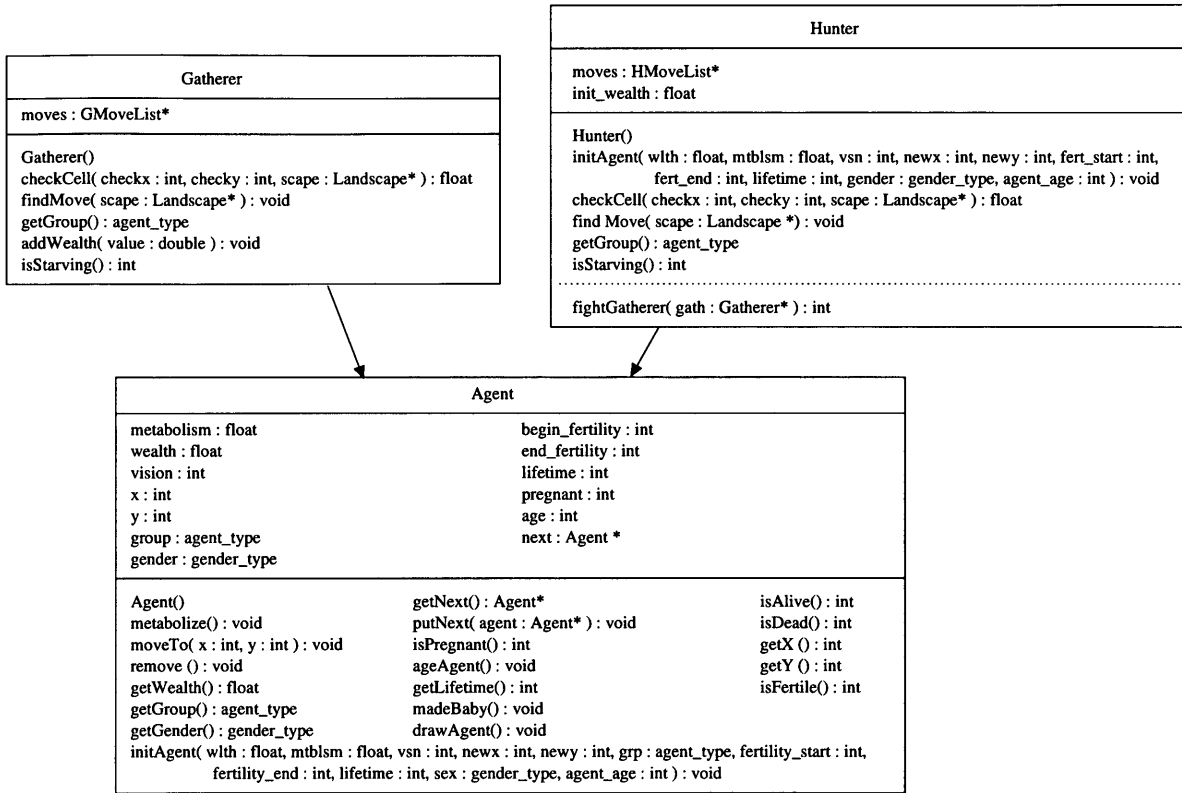 Gatherer
moves : GMoveList*
Gatherer()
checkCell( checkx : int, checky : int, scape : Landscape* ) : float
findMove( scape : Landscape* ) : void
getGroup() : agent_type
addWealth( value : double ) : void
isStarving() : int
Hunter
moves : HMoveList*
init_wealth : float
Hunter()
initAgent( wlth : float, mtblsm : float, vsn : int, newx : int, newy : int, fert_start : int,
fert_end : int, lifetime : int, gender : gender_type, agent_age : int ) : void
checkCell( checkx : int, checky : int, scape : Landscape* ) : float
find Move( scape : Landscape *) : void
getGroup() : agent_type
isStarving() : int
fightGatherer( gath : Gatherer* ) : int
Agent
metabolism : float
wealth : float
vision : int
x : int
y : int
group : agent_type
gender : gender_type
begin_fertility : int
end_fertility : int
lifetime : int
pregnant : int
age : int
next : Agent *
Agent()
metabolize() : void
moveTo( x : int, y : int ) : void
remove () : void
getWealth() : float
getGroup() : agent_type
getGender() : gender_type
getNext() : Agent*
putNext( agent : Agent* ) : void
isPregnant() : int
ageAgent() : void
getLifetime() : int
madeBaby() : void
drawAgent() : void
isAlive() : int
isDead() : int
getX () : int
getY () : int
isFertile() : int
initAgent( wlth : float, mtblsm : float, vsn : int, newx : int, newy : int, grp : agent_type, fertility_start : int,
fertility_end : int, lifetime : int, sex : gender_type, agent_age : int ) : void